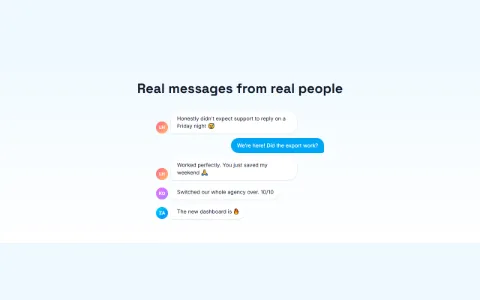 Real messages from real people
Honestly didn't expect support to reply on a
Friday night 🤯
We're here! Did the export work?
Worked perfectly. You just saved my
weekend 🙏
Switched our whole agency over. 10/10
RO
The new dashboard is 🔥
ZA